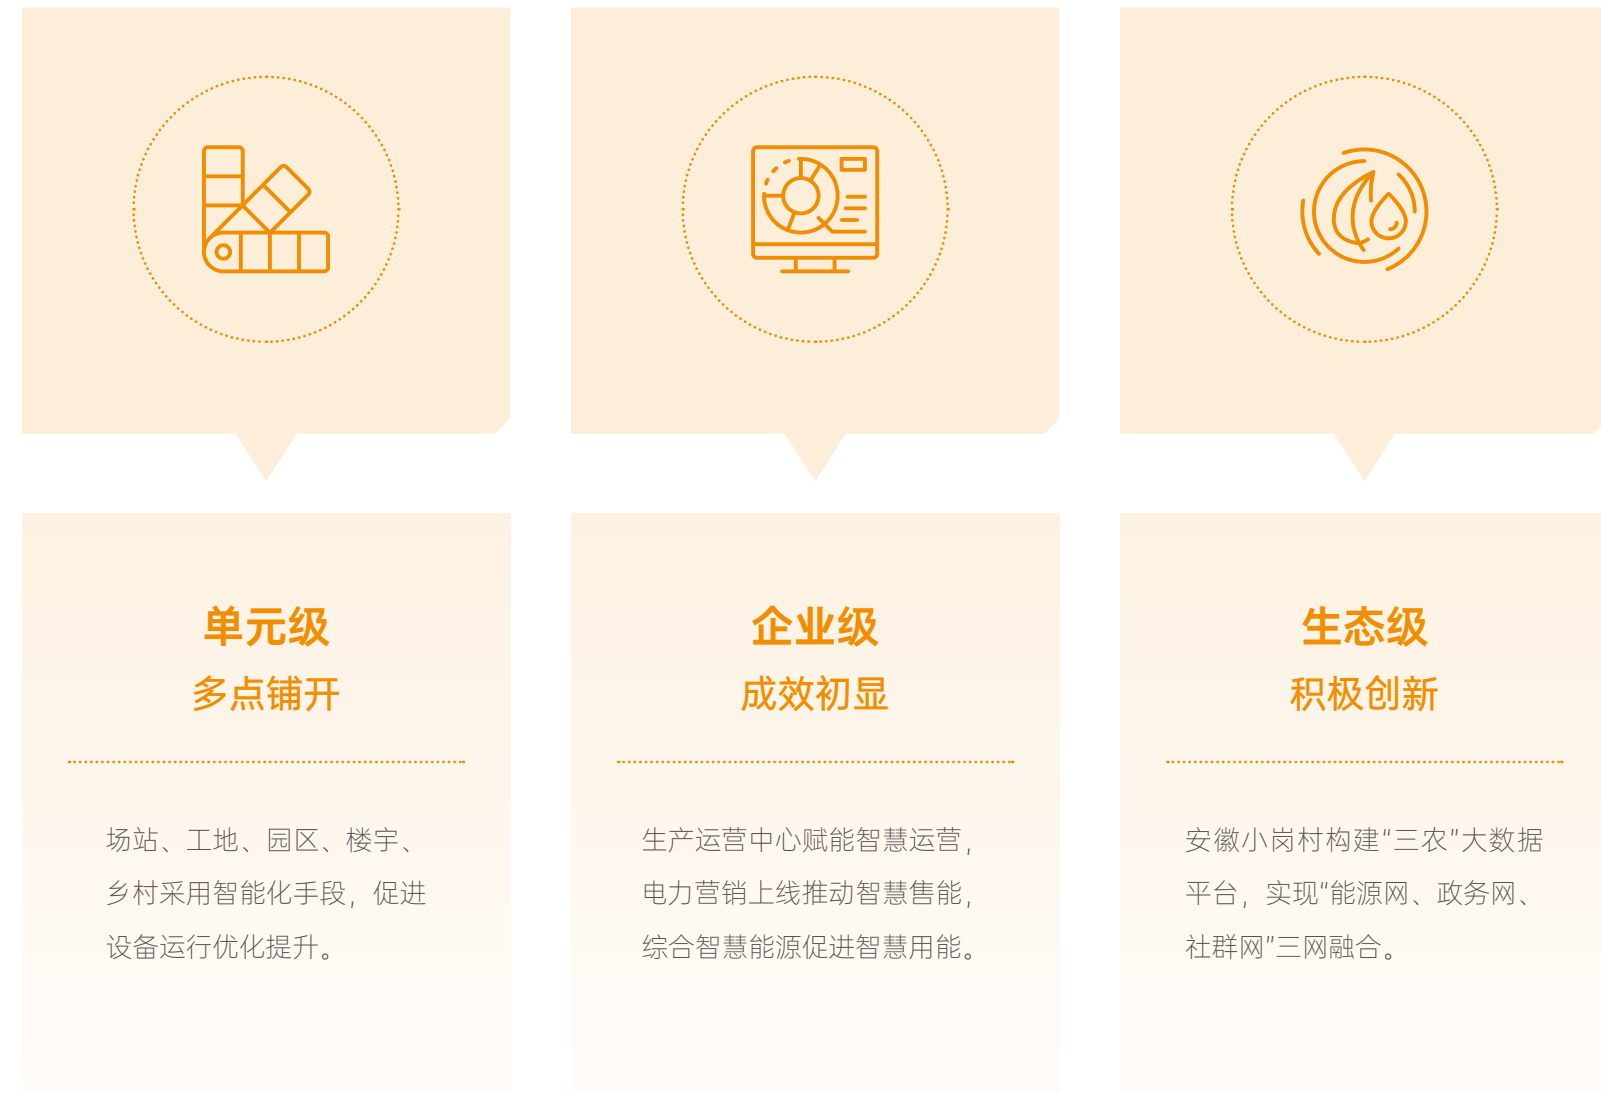 单元级
多点铺开
场站、工地、园区、楼宇、
乡村采用智能化手段，促进
设备运行优化提升。
企业级
成效初显
生产运营中心赋能智慧运营，
电力营销上线推动智慧售能，
综合智慧能源促进智慧用能。
生态级
积极创新
安徽小岗村构建“三农”大数据
平台，实现“能源网、政务网、
社群网”三网融合。